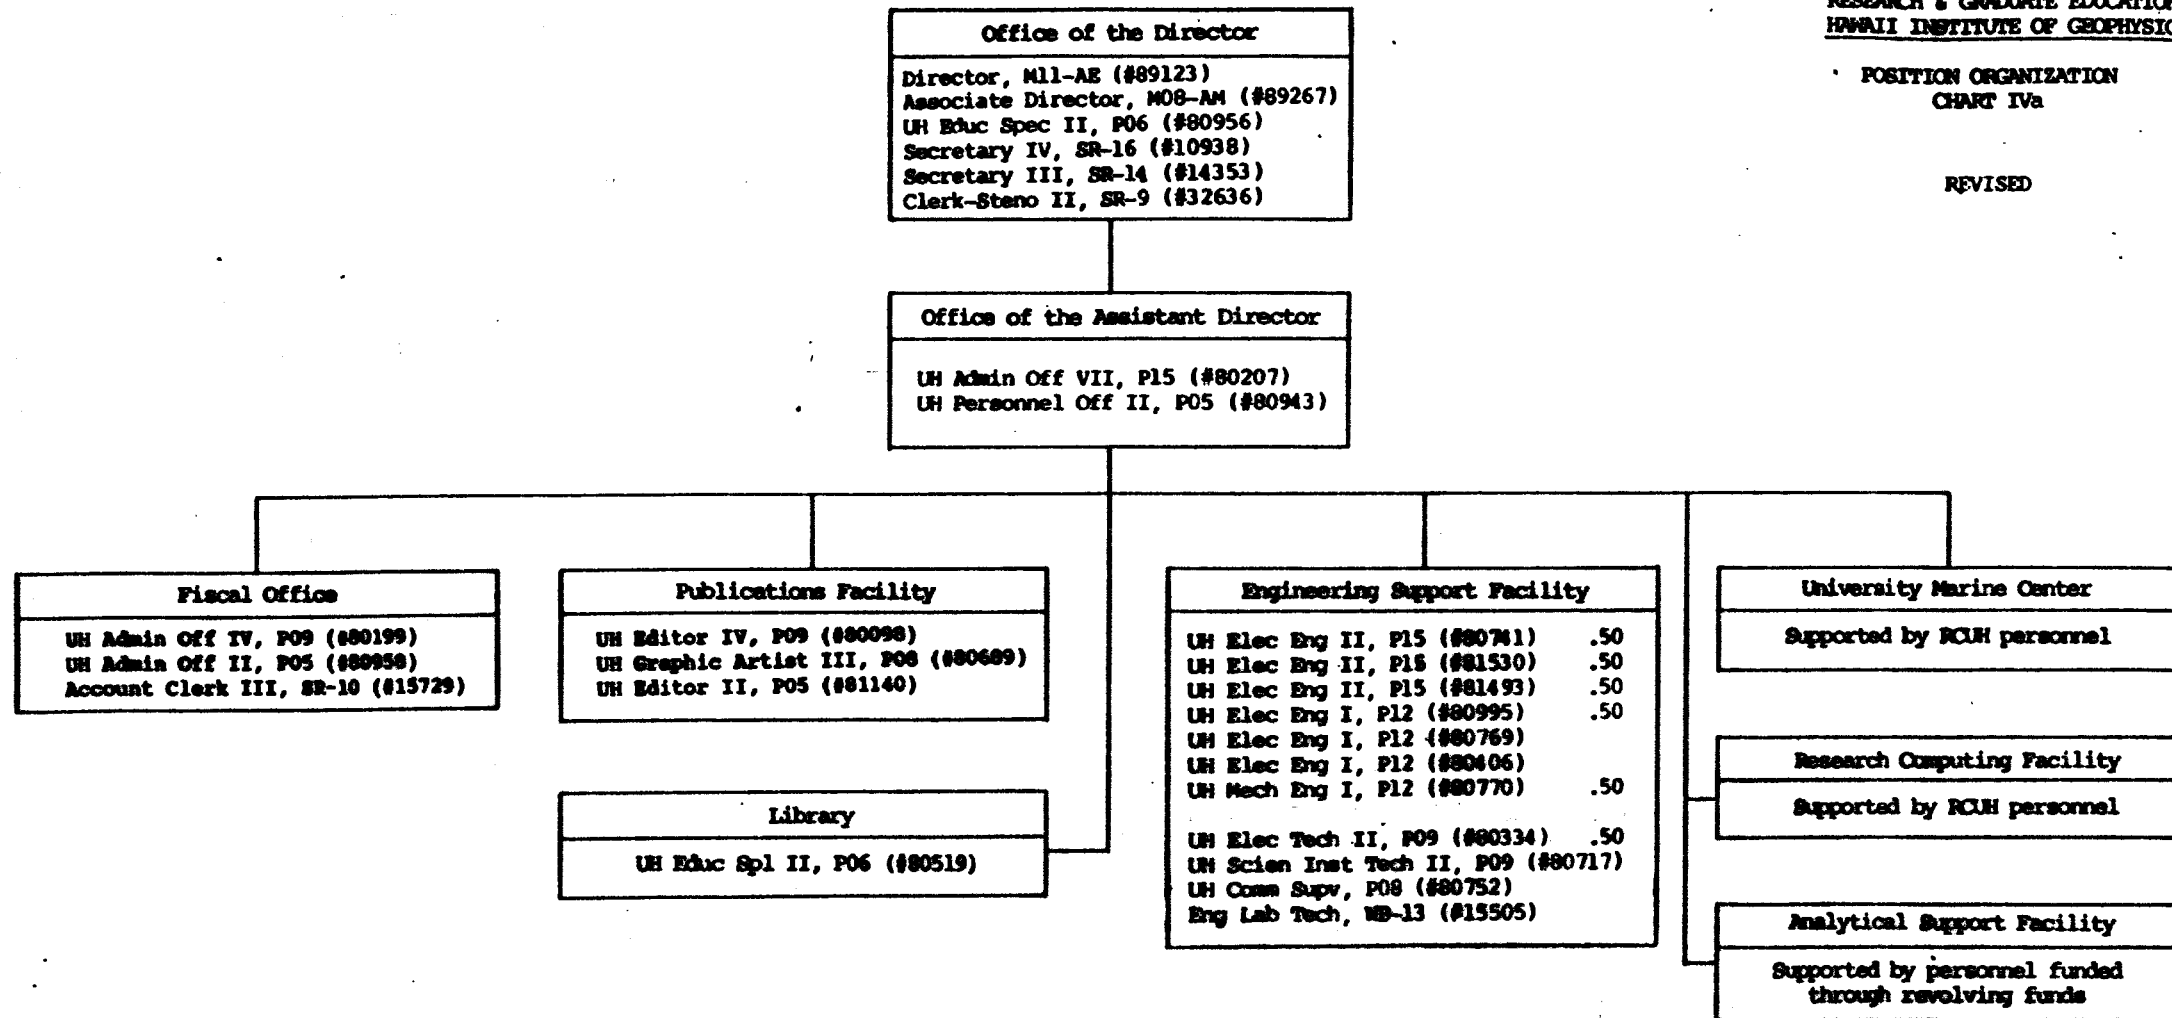 RESEARCH & GRADUATE EDUCATION
HAWAII INSTITUTE OF GEOPHYSIC
POSITION ORGANIZATION
CHART IVa
REVISED
Office of the Director
Director, M11-AE (#89123)
Associate Director, M08-AM (#89267)
UH Educ Spec II, P06 (#80956)
Secretary IV, SR-16 (#10938)
Secretary III, SR-14 (#14353)
Clerk-Steno II, SR-9 (#32636)
Office of the Assistant Director
UH Admin Off VII, P15 (#80207)
UH Personnel Off II, P05 (#80943)
Fiscal Office
UH Admin Off IV, P09 (#80199)
UH Admin Off II, P05 (#80958)
Account Clerk III, SR-10 (#15729)
Publications Facility
UH Editor IV, P09 (#80098)
UH Graphic Artist III, P08 (#80689)
UH Editor II, P05 (#81140)
Library
UH Educ Spl II, P06 (#80519)
Engineering Support Facility
UH Elec Eng II, P15 (#80741) .50
UH Elec Eng II, P15 (#81530) .50
UH Elec Eng II, P15 (#81493) .50
UH Elec Eng I, P12 (#80995) .50
UH Elec Eng I, P12 (#80769)
UH Elec Eng I, P12 (#80406)
UH Mech Eng I, P12 (#80770) .50
UH Elec Tech II, P09 (#80334) .50
UH Scien Inst Tech II, P09 (#80717)
UH Comm Supv, P08 (#80752)
Eng Lab Tech, WB-13 (#15505)
University Marine Center
Supported by RCUH personnel
Research Computing Facility
Supported by RCUH personnel
Analytical Support Facility
Supported by personnel funded
through revolving funds